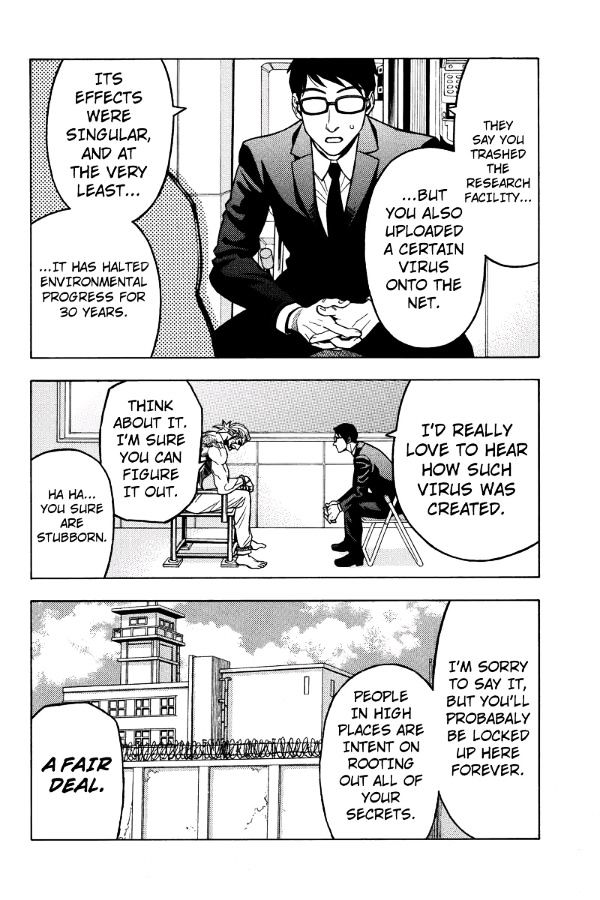 THEY
SAY YOU
TRASHED
THE
RESEARCH
FACILITY...
...BUT
YOU ALSO
UPLOADED
A CERTAIN
VIRUS
ONTO
THE NET.
ITS
EFFECTS
WERE
SINGULAR,
AND AT
THE VERY
LEAST...
...IT HAS HALTED
ENVIRONMENTAL
PROGRESS FOR
30 YEARS.
I'D REALLY
LOVE TO HEAR
HOW SUCH
VIRUS WAS
CREATED.
THINK
ABOUT IT.
I'M SURE
YOU CAN
FIGURE
IT OUT.
HA HA...
YOU SURE
ARE
STUBBORN.
I'M SORRY
TO SAY IT,
BUT YOU'LL
PROBABALY
BE LOCKED
UP HERE
FOREVER.
PEOPLE
IN HIGH
PLACES ARE
INTENT ON
ROOTING
OUT ALL OF
YOUR
SECRETS.
A FAIR
DEAL.